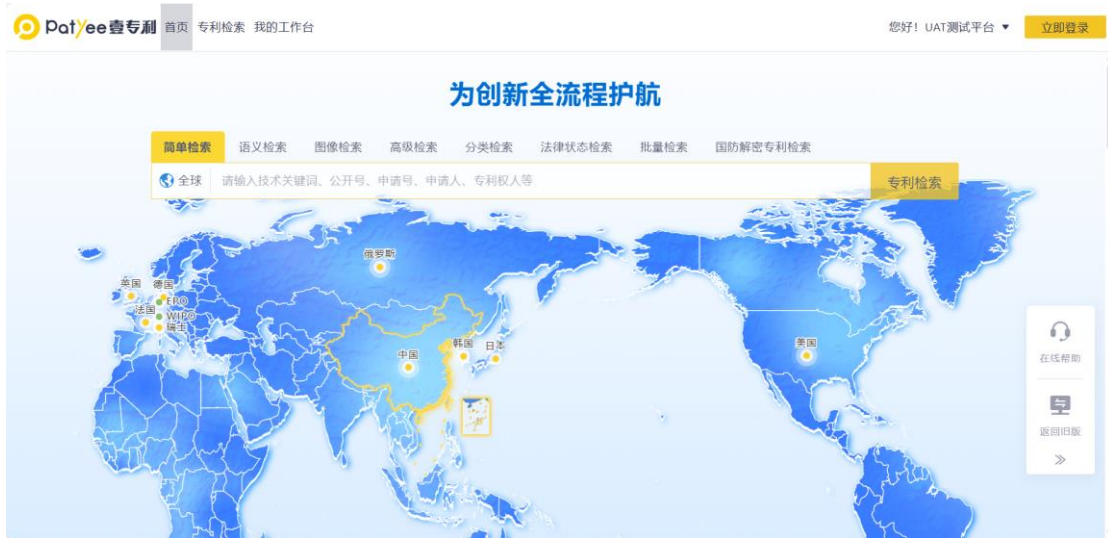 Patyee壹专利 首页 专利检索 我的工作台 您好！UAT测试平台 ▼ 立即登录
为创新全流程护航
简单检索 语义检索 图像检索 高级检索 分类检索 法律状态检索 批量检索 国防解密专利检索
全球 请输入技术关键词、公开号、申请号、申请人、专利权人等 专利检索
俄罗斯
英国 德国
EPO
法国 WIPO
瑞士
韩国 日本
中国
美国
在线帮助
返回旧版